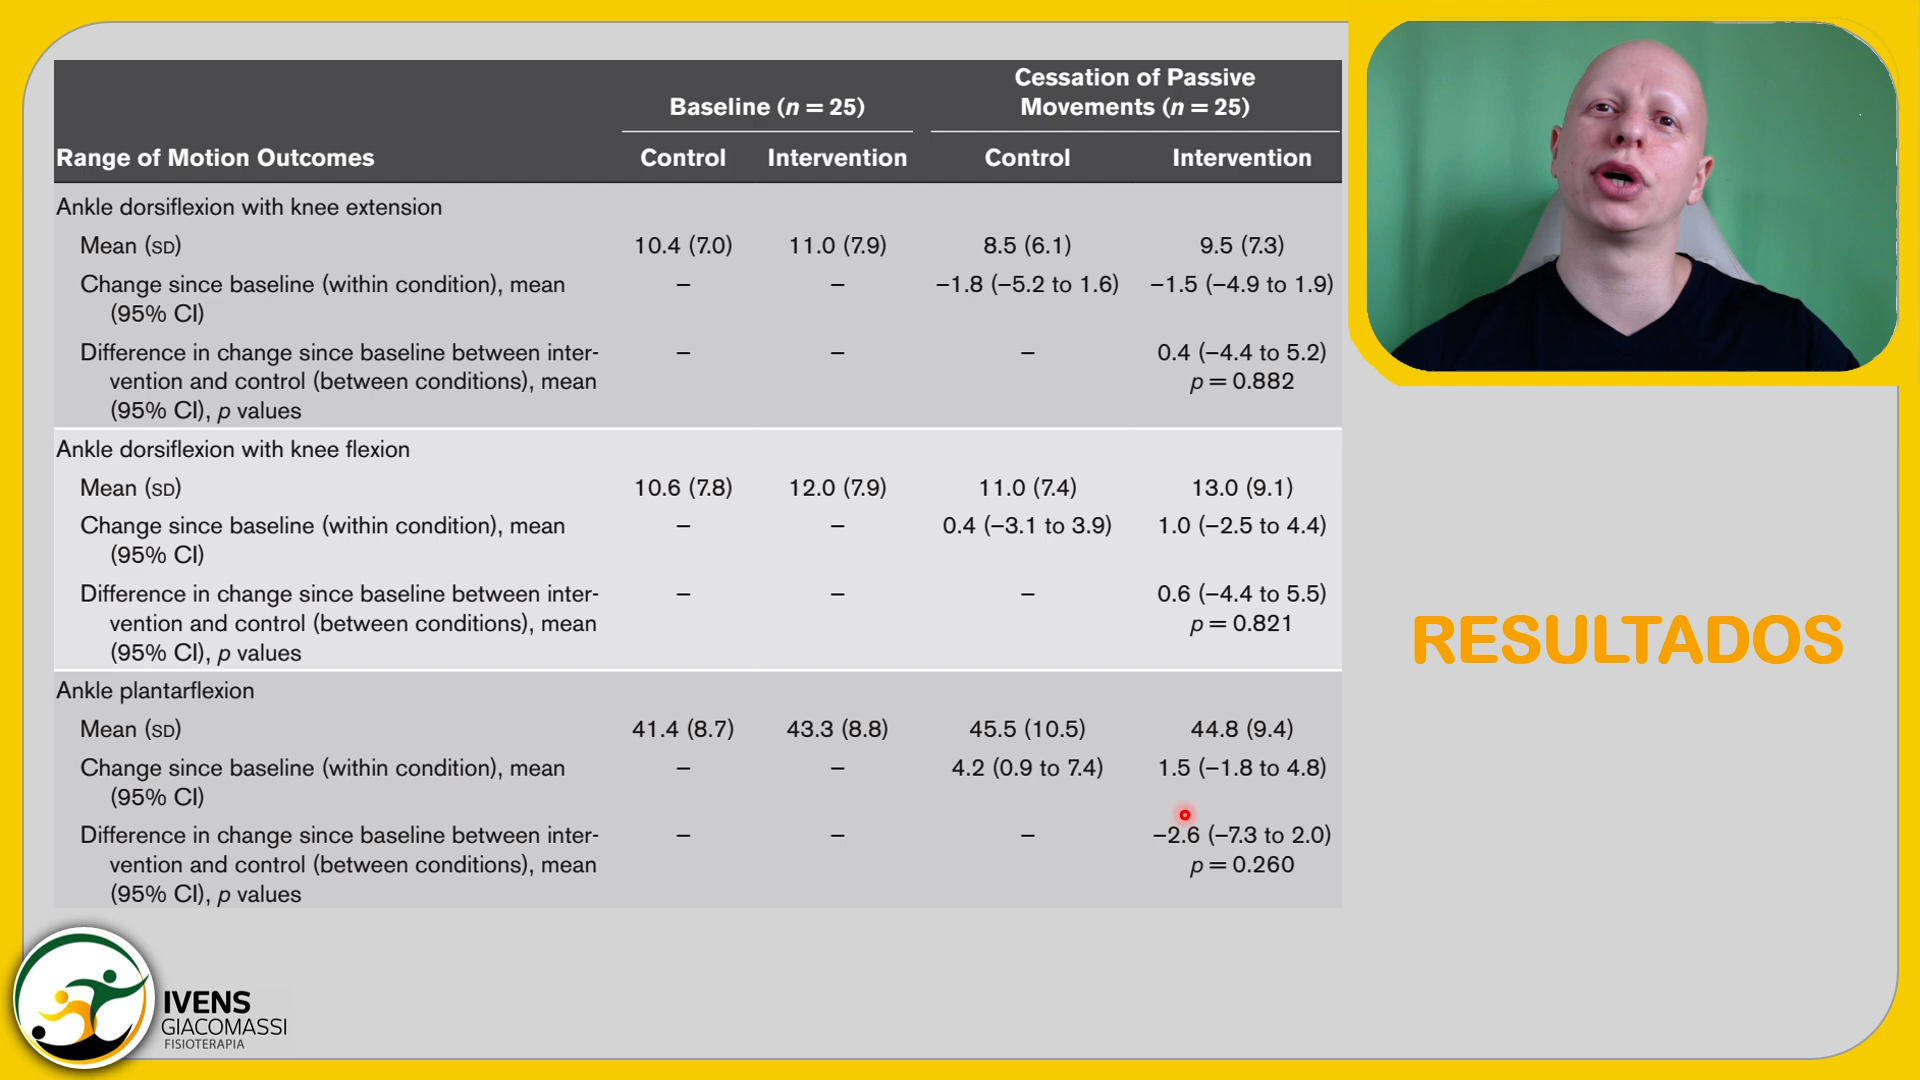 Cessation of Passive
Baseline (n = 25) Movements (n = 25)
Range of Motion Outcomes Control Intervention Control Intervention
Ankle dorsiflexion with knee extension
Mean (SD) 10.4 (7.0) 11.0 (7.9) 8.5 (6.1) 9.5 (7.3)
Change since baseline (within condition), mean – – −1.8 (−5.2 to 1.6) −1.5 (−4.9 to 1.9)
(95% CI)
Difference in change since baseline between inter- – – – 0.4 (−4.4 to 5.2)
vention and control (between conditions), mean p = 0.882
(95% CI), p values
Ankle dorsiflexion with knee flexion
Mean (SD) 10.6 (7.8) 12.0 (7.9) 11.0 (7.4) 13.0 (9.1)
Change since baseline (within condition), mean – – 0.4 (−3.1 to 3.9) 1.0 (−2.5 to 4.4)
(95% CI)
Difference in change since baseline between inter- – – – 0.6 (−4.4 to 5.5)
vention and control (between conditions), mean p = 0.821
(95% CI), p values
Ankle plantarflexion
Mean (SD) 41.4 (8.7) 43.3 (8.8) 45.5 (10.5) 44.8 (9.4)
Change since baseline (within condition), mean – – 4.2 (0.9 to 7.4) 1.5 (−1.8 to 4.8)
(95% CI)
Difference in change since baseline between inter- – – – −2.6 (−7.3 to 2.0)
vention and control (between conditions), mean p = 0.260
(95% CI), p values
RESULTADOS
IVENS
GIACOMASSI
FISIOTERAPIA